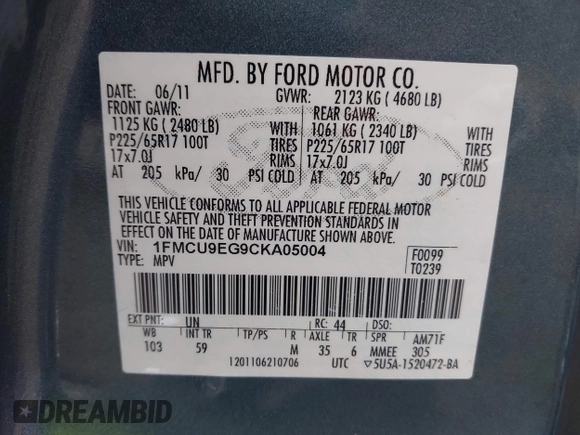 MFD. BY FORD MOTOR CO.
DATE: 06/11 GVWR: 2123 KG ( 4680 LB)
FRONT GAWR: REAR GAWR:
1125 KG ( 2480 LB) WITH 1061 KG ( 2340 LB) WITH
P225/65R17 100T TIRES P225/65R17 100T TIRES
17x7.0J RIMS 17x7.0J RIMS
AT 205 kPa/ 30 PSI COLD AT 205 kPa/ 30 PSI COLD
THIS VEHICLE CONFORMS TO ALL APPLICABLE FEDERAL MOTOR
VEHICLE SAFETY AND THEFT PREVENTION STANDARDS IN
EFFECT ON THE DATE OF MANUFACTURE SHOWN ABOVE.
VIN: 1FMCU9EG9CKA05004 F0099
TYPE: MPV T0239
EXT PNT: UN RC: 44 DSO:
WB INT TR TP/PS R AXLE TR SPR AM71F
103 59 M 35 6 MMEE 305
1201106210706 UTC ▽5U5A-1520472-BA
Ford
DREAMBID